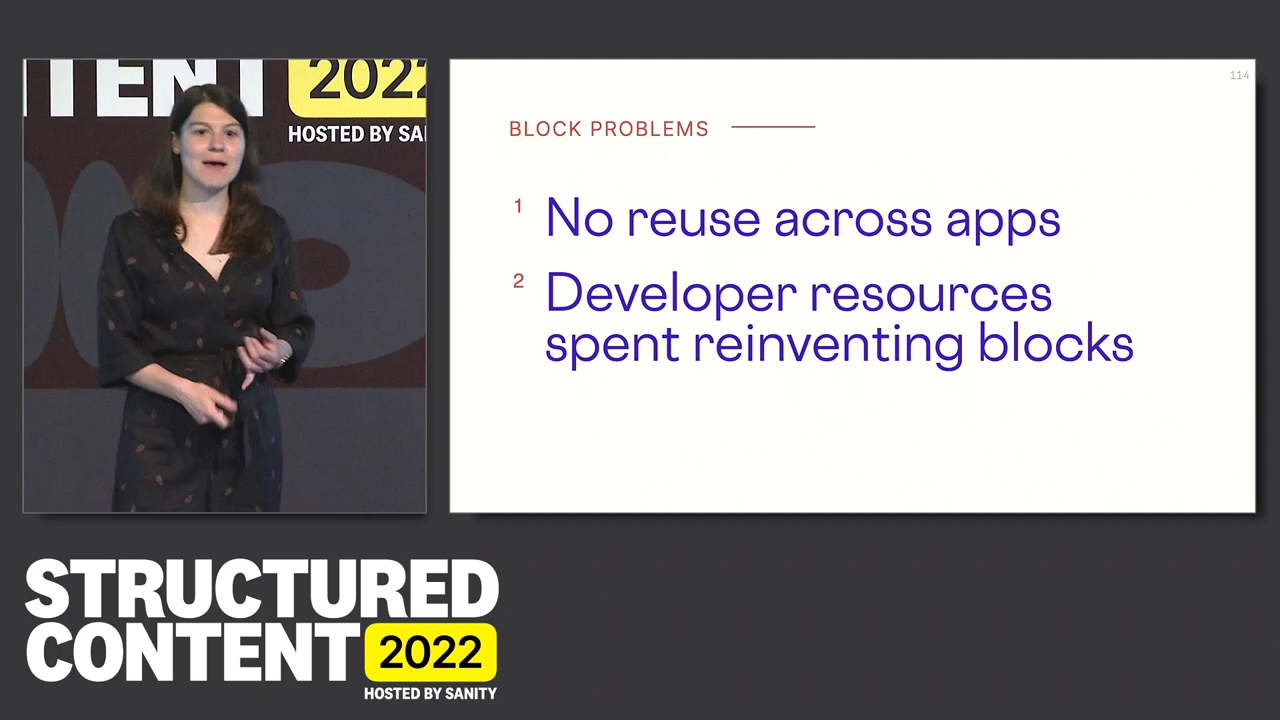 2022
HOSTED BY
114
BLOCK PROBLEMS
1 No reuse across apps
2 Developer resources
spent reinventing blocks
STRUCTURED
CONTENT 2022
HOSTED BY SANITY